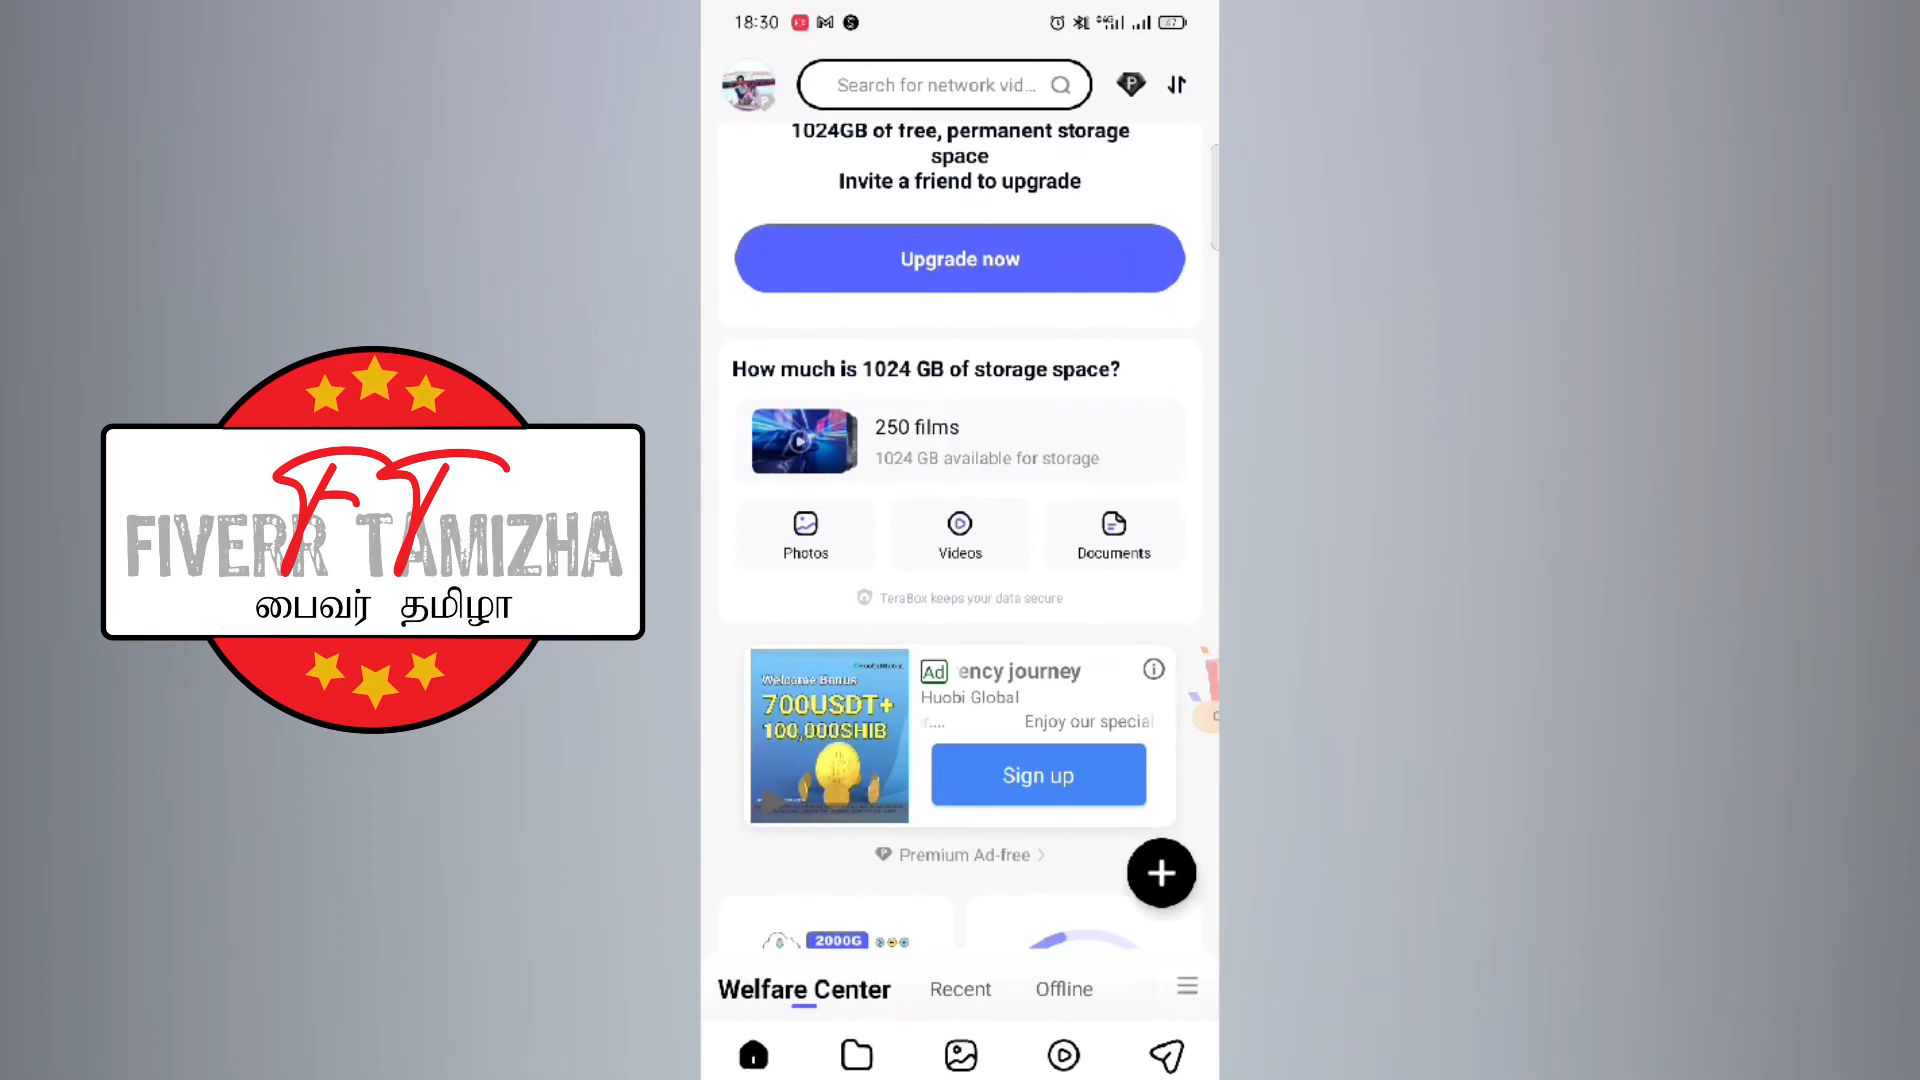 FT
FIVERR TAMIZHA
பைவர் தமிழா
18:30
47
Search for network vid...
1024GB of free, permanent storage
space
Invite a friend to upgrade
Upgrade now
How much is 1024 GB of storage space?
250 films
1024 GB available for storage
Photos
Videos
Documents
TeraBox keeps your data secure
Welcome Bonus
700USDT+
100,000SHIB
Ad ency journey
Huobi Global
r.... Enjoy our special
Sign up
Premium Ad-free
2000G
Welfare Center
Recent
Offline